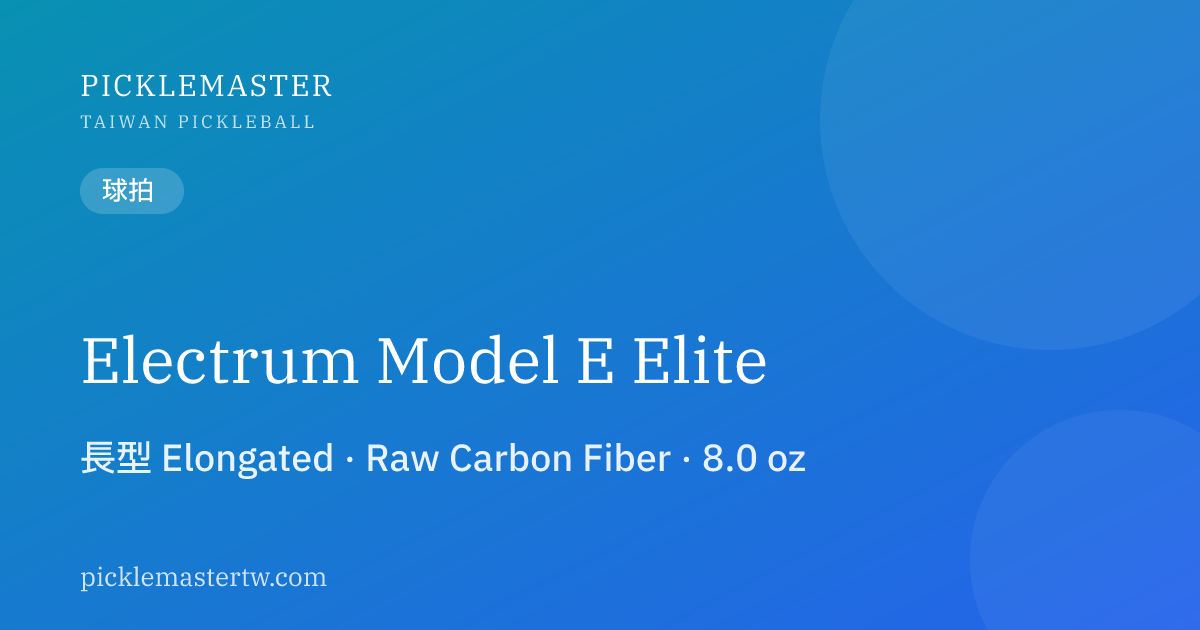 PICKLEMASTER
TAIWAN PICKLEBALL
球拍
Electrum Model E Elite
長型 Elongated · Raw Carbon Fiber · 8.0 oz
picklemastertw.com